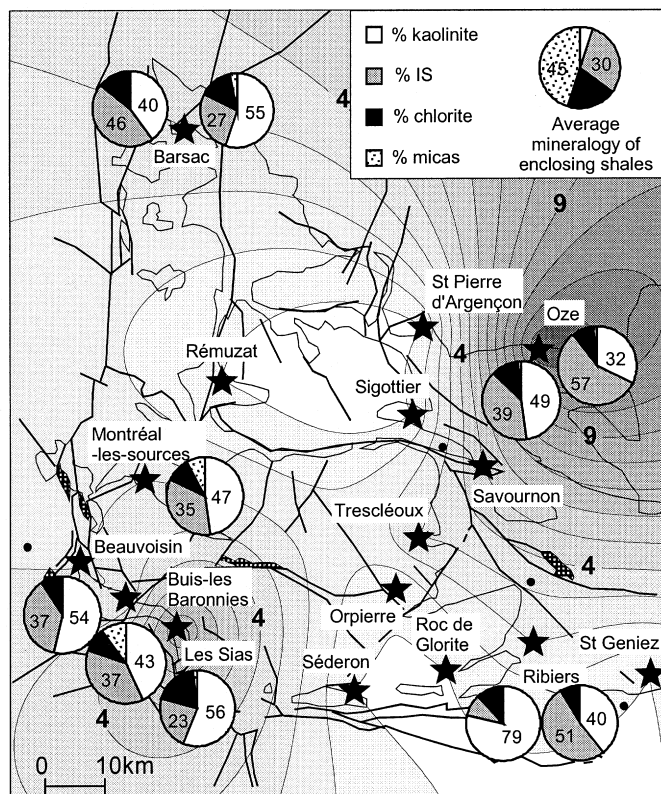 % kaolinite
% IS
% chlorite
% micas
45
30
Average
mineralogy of
enclosing shales
4
40
46
27
55
Barsac
9
St Pierre
d'Argençon
Oze
4
32
57
Rémuzat
Sigottier
39
49
9
Montréal
-les-sources
47
35
Savournon
Trescléoux
Beauvoisin
4
Buis-les
Baronnies
4
37
54
Orpierre
Roc de
Glorite
St Geniez
43
37
Les Sias
Séderon
Ribiers
4
23
56
79
51
40
0 10km